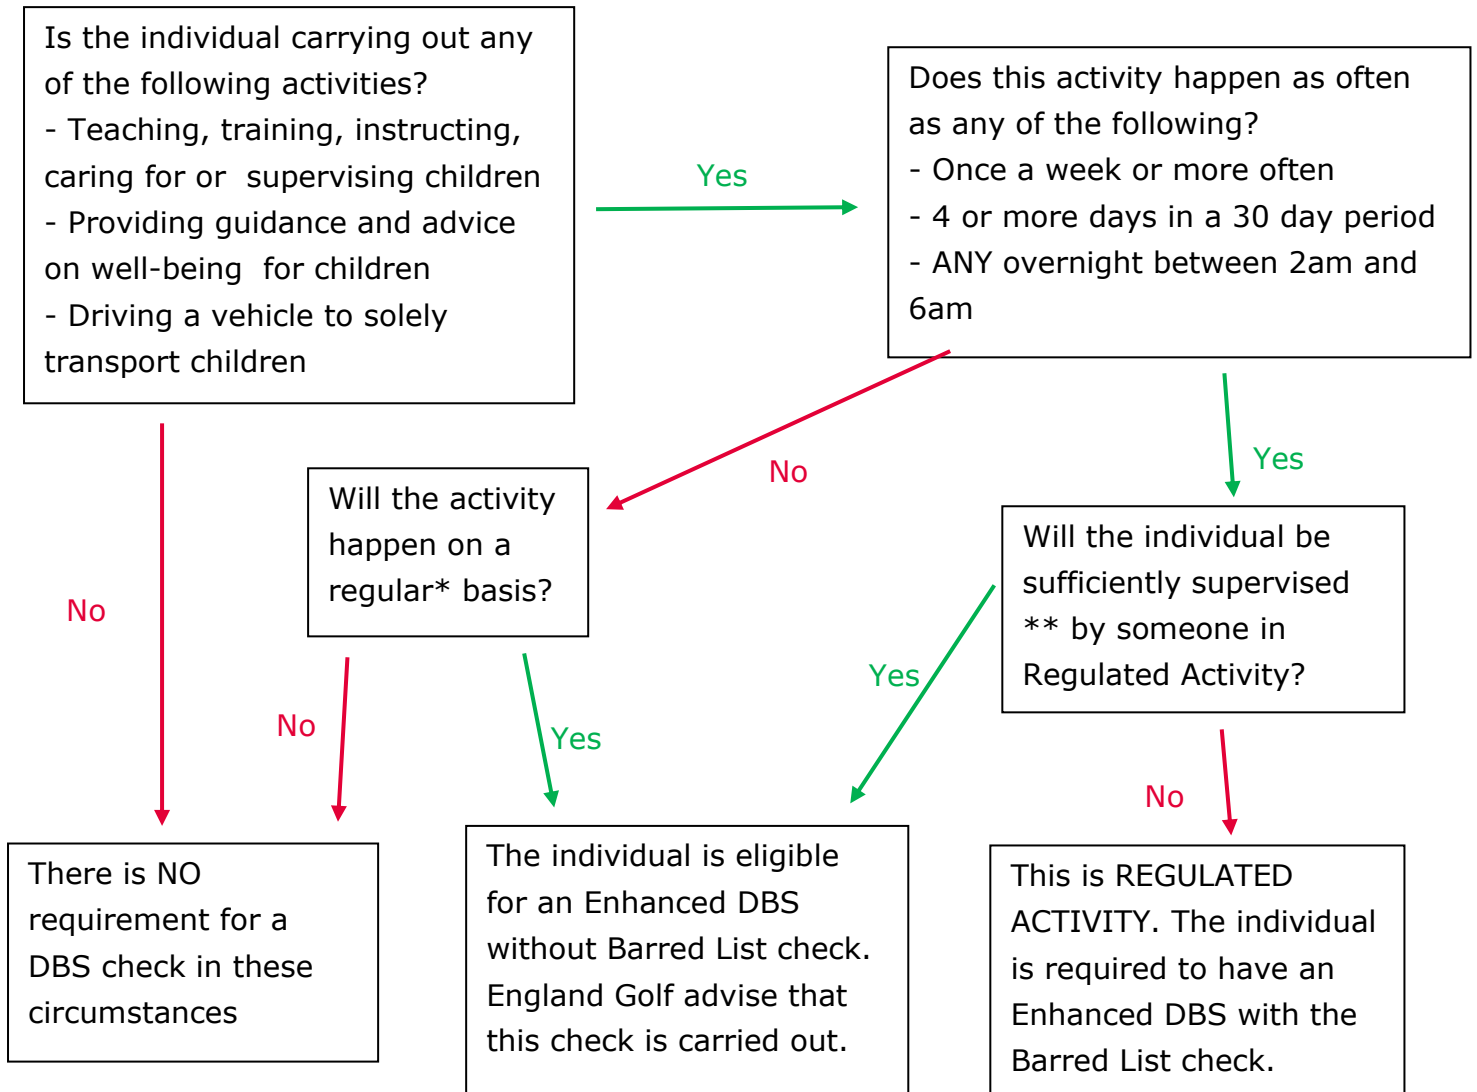 Is the individual carrying out any
of the following activities?
- Teaching, training, instructing,
caring for or  supervising children
- Providing guidance and advice
on well-being  for children
- Driving a vehicle to solely
transport children
Yes
Does this activity happen as often
as any of the following?
- Once a week or more often
- 4 or more days in a 30 day period
- ANY overnight between 2am and
6am
No
No
Yes
Will the activity
happen on a
regular* basis?
Will the individual be
sufficiently supervised
** by someone in
Regulated Activity?
No
Yes
Yes
No
There is NO
requirement for a
DBS check in these
circumstances
The individual is eligible
for an Enhanced DBS
without Barred List check.
England Golf advise that
this check is carried out.
This is REGULATED
ACTIVITY. The individual
is required to have an
Enhanced DBS with the
Barred List check.